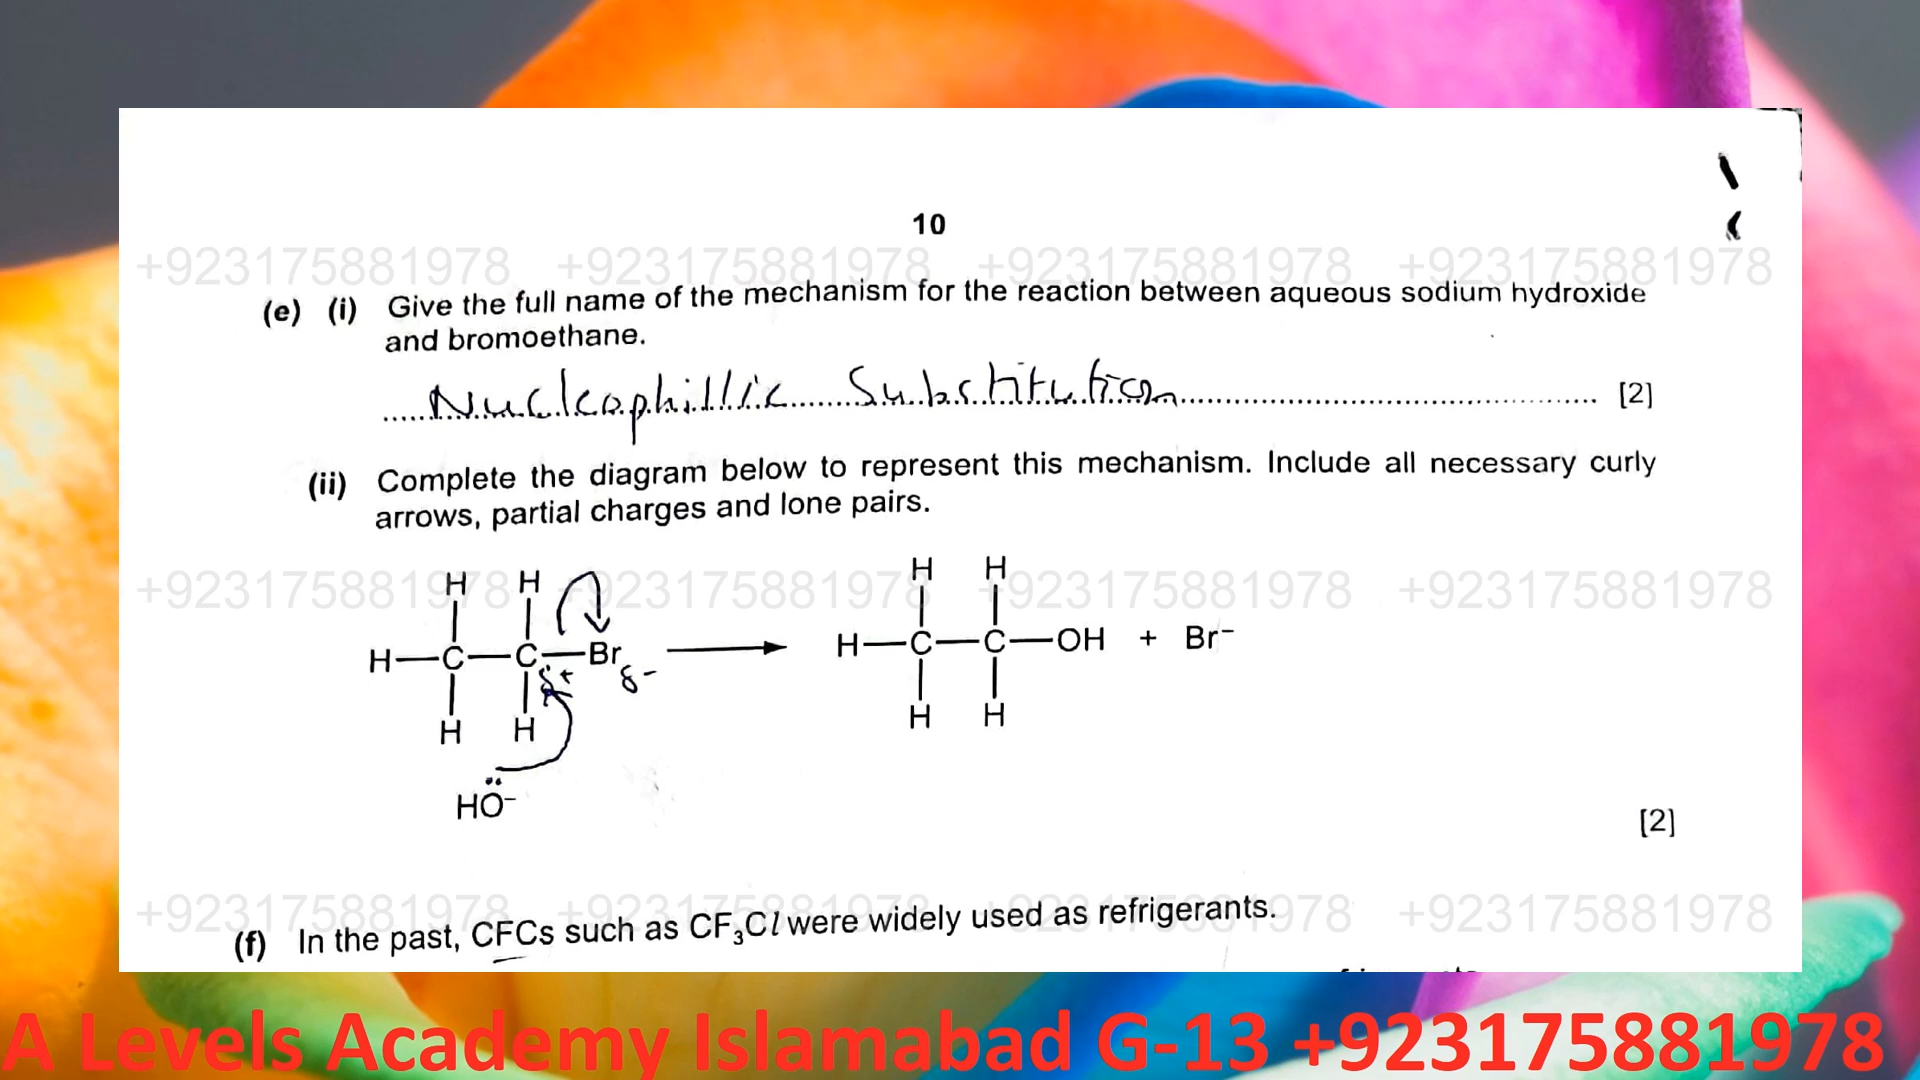 10
+923175881978 +923175881978 +923175881978 +923175881978
(e) (i) Give the full name of the mechanism for the reaction between aqueous sodium hydroxide
and bromoethane.
Nucleophillic Substitution [2]
(ii) Complete the diagram below to represent this mechanism. Include all necessary curly
arrows, partial charges and lone pairs.
+923175881978 +923175881978 +923175881978 +923175881978
H H H H
H—C—C—Br δ+ δ- H—C—C—OH + Br⁻
H H H H
HÖ⁻
[2]
+923175881978 +923175881978 +923175881978 +923175881978
(f) In the past, CFCs such as CF₃Cl were widely used as refrigerants.
A Levels Academy Islamabad G-13 +923175881978